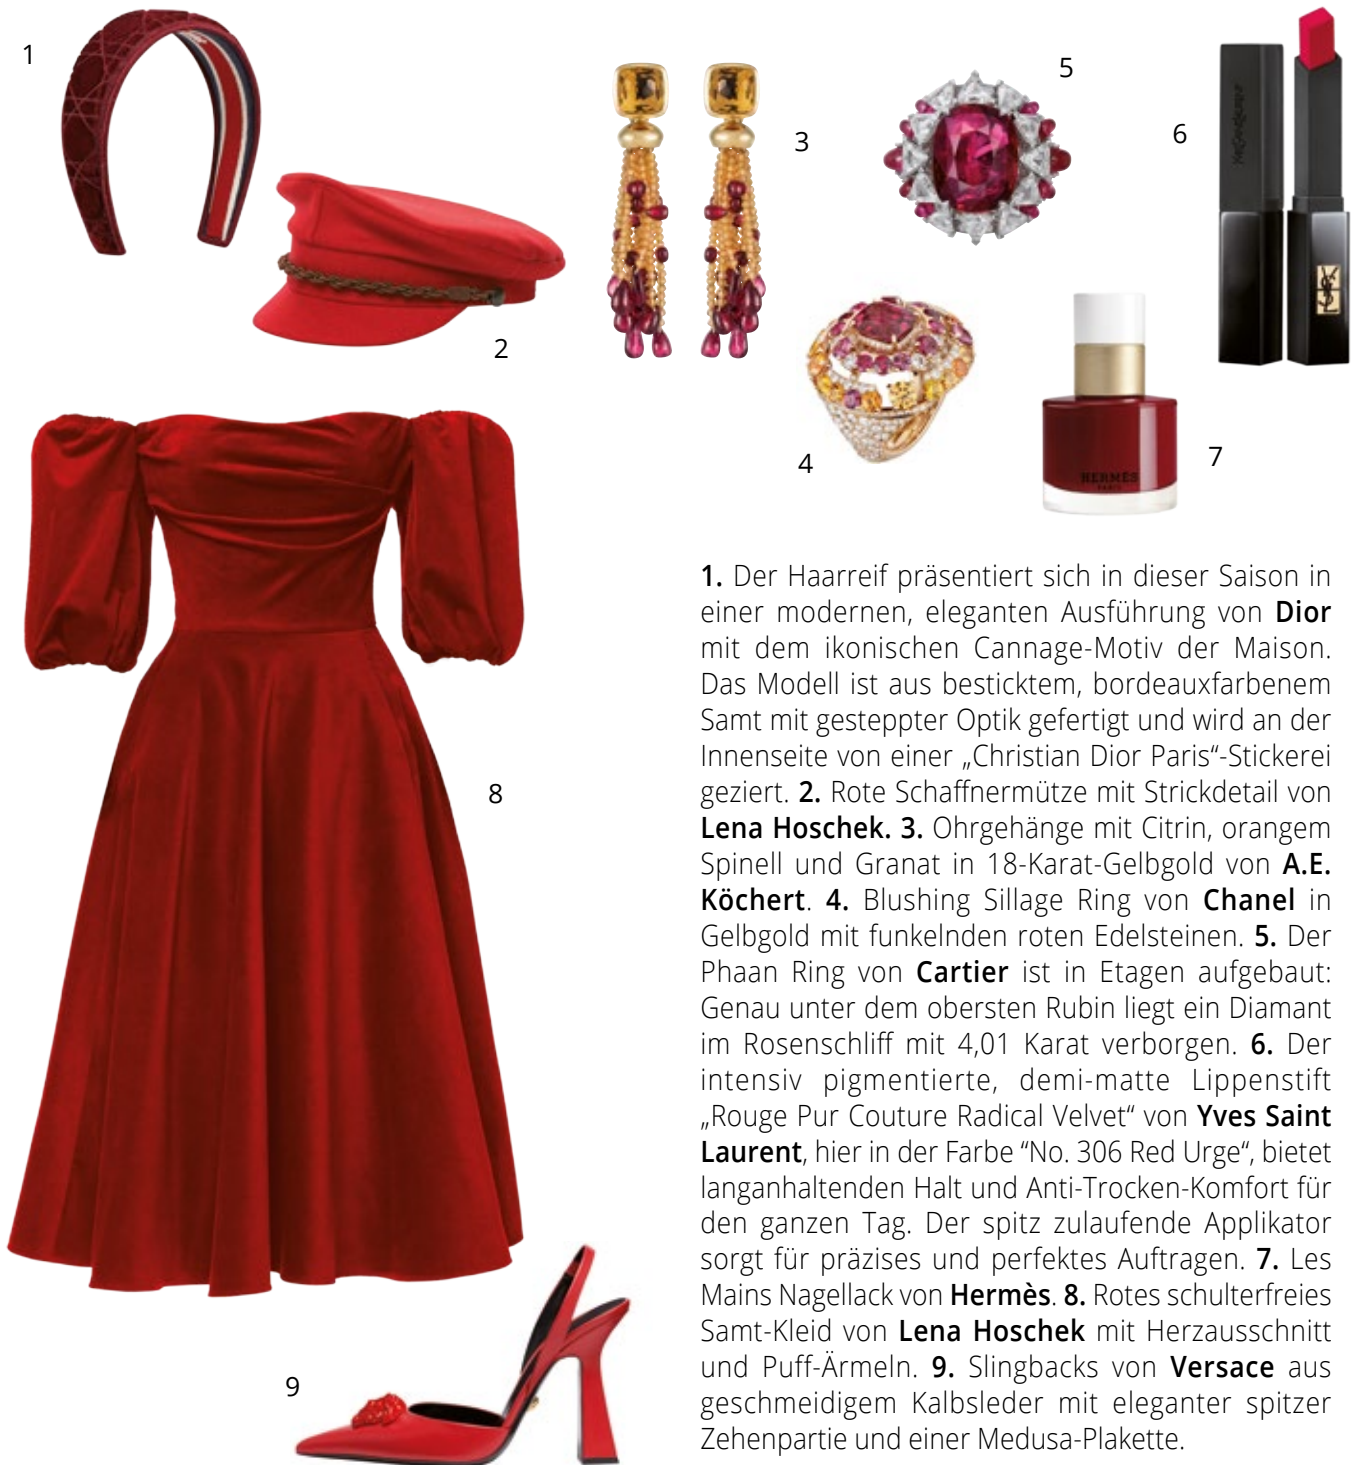 1
5
3
6
YvesSaintLaurent
2
YSL
4
7
HERMÈS
PARIS
8
9
1. Der Haarreif präsentiert sich in dieser Saison in
einer modernen, eleganten Ausführung von Dior
mit dem ikonischen Cannage-Motiv der Maison.
Das Modell ist aus besticktem, bordeauxfarbenem
Samt mit gesteppter Optik gefertigt und wird an der
Innenseite von einer „Christian Dior Paris“-Stickerei
geziert. 2. Rote Schaffnermütze mit Strickdetail von
Lena Hoschek. 3. Ohrgehänge mit Citrin, orangem
Spinell und Granat in 18-Karat-Gelbgold von A.E.
Köchert. 4. Blushing Sillage Ring von Chanel in
Gelbgold mit funkelnden roten Edelsteinen. 5. Der
Phaan Ring von Cartier ist in Etagen aufgebaut:
Genau unter dem obersten Rubin liegt ein Diamant
im Rosenschliff mit 4,01 Karat verborgen. 6. Der
intensiv pigmentierte, demi-matte Lippenstift
„Rouge Pur Couture Radical Velvet“ von Yves Saint
Laurent, hier in der Farbe “No. 306 Red Urge“, bietet
langanhaltenden Halt und Anti-Trocken-Komfort für
den ganzen Tag. Der spitz zulaufende Applikator
sorgt für präzises und perfektes Auftragen. 7. Les
Mains Nagellack von Hermès. 8. Rotes schulterfreies
Samt-Kleid von Lena Hoschek mit Herzausschnitt
und Puff-Ärmeln. 9. Slingbacks von Versace aus
geschmeidigem Kalbsleder mit eleganter spitzer
Zehenpartie und einer Medusa-Plakette.